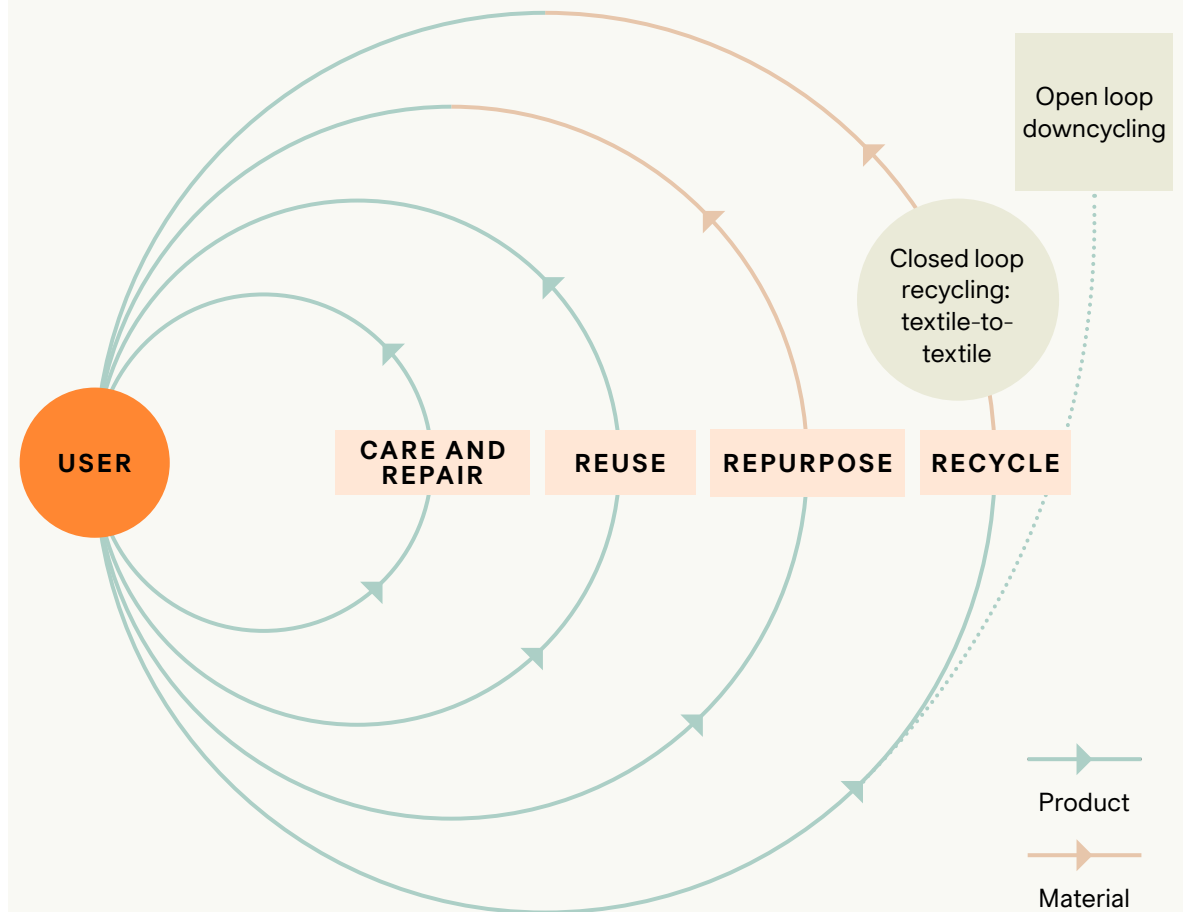 Open loop
downcycling
Closed loop
recycling:
textile-to-
textile
USER
CARE AND
REPAIR
REUSE
REPURPOSE
RECYCLE
Product
Material